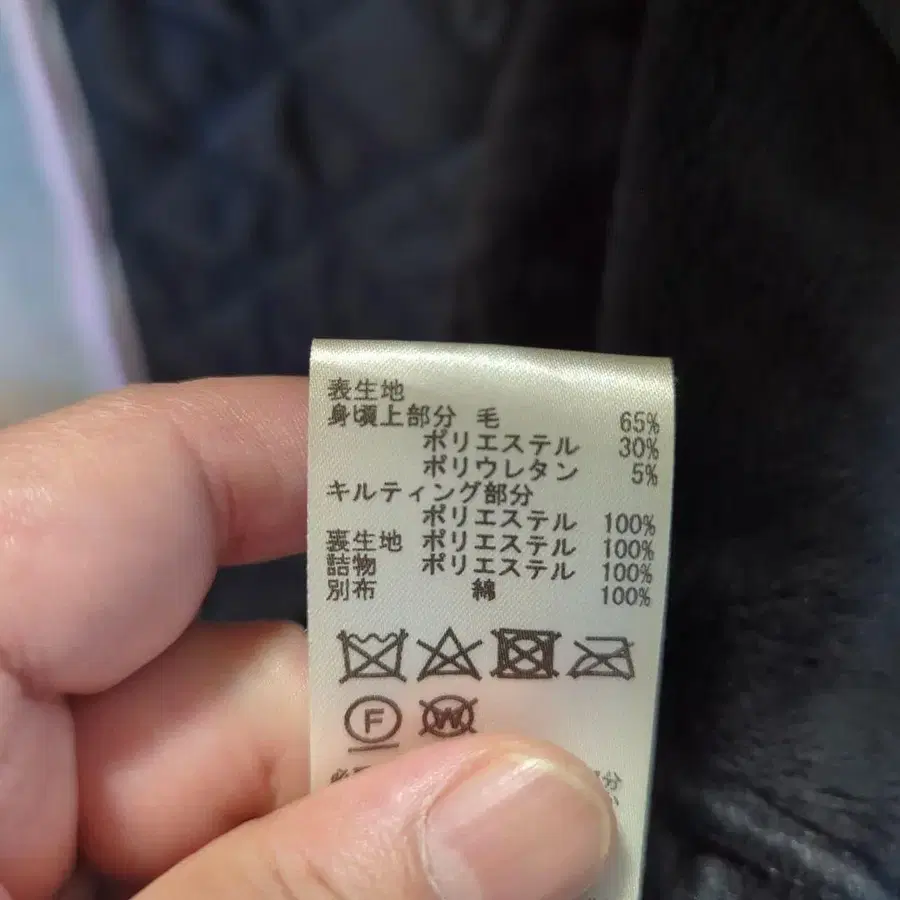 表生地
身頃上部分 毛 65%
ポリエステル 30%
ポリウレタン 5%
キルティング部分
ポリエステル 100%
裏生地 ポリエステル 100%
詰物 ポリエステル 100%
別布 綿 100%
F W